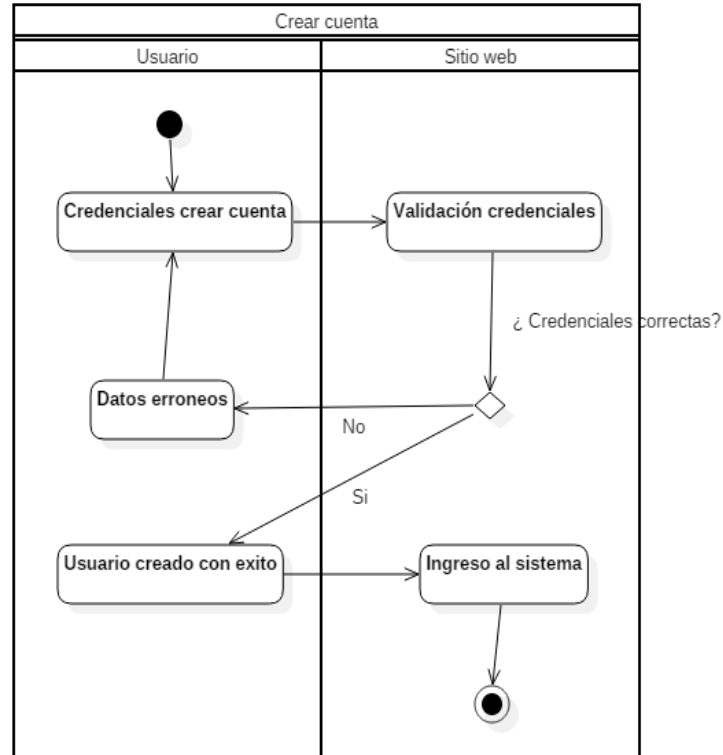 Crear cuenta
Usuario
Sitio web
Credenciales crear cuenta
Validación credenciales
¿ Credenciales correctas?
Datos erroneos
No
Si
Usuario creado con exito
Ingreso al sistema